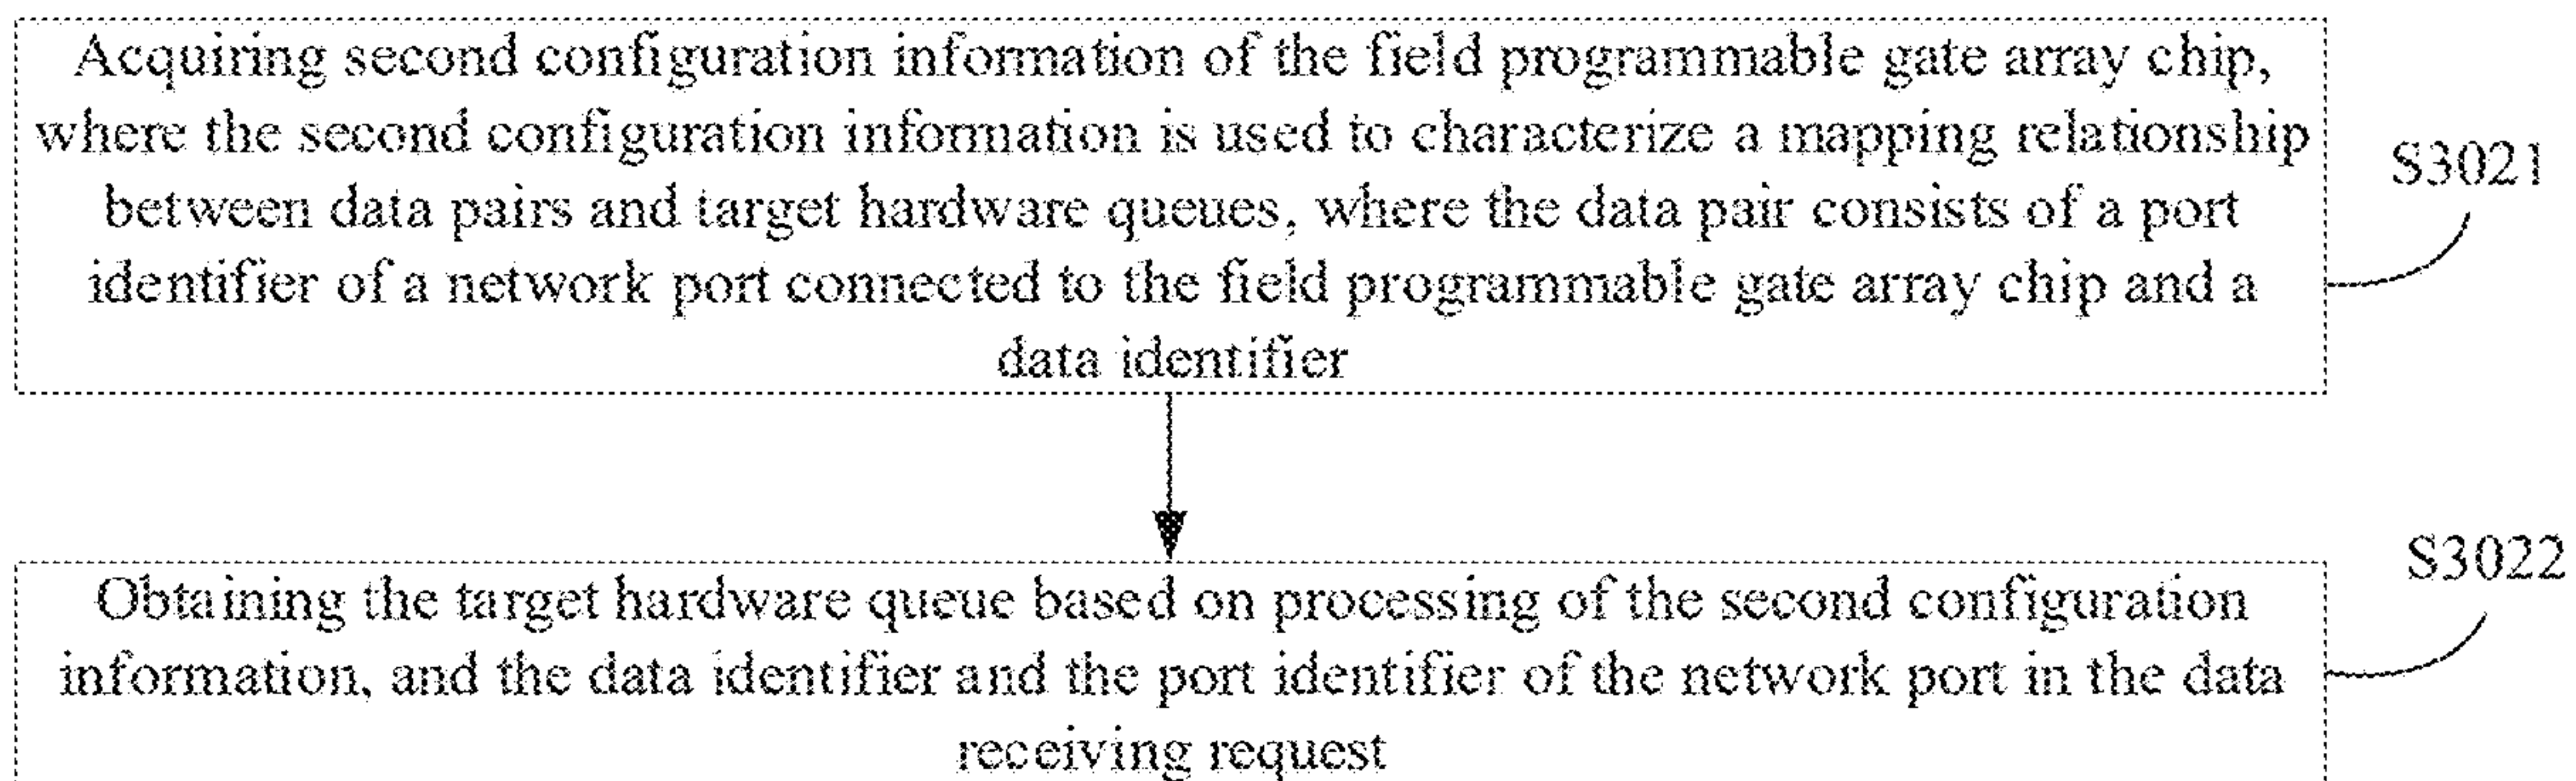 Acquiring second configuration information of the field programmable gate array chip,
where the second configuration information is used to characterize a mapping relationship
between data pairs and target hardware queues, where the data pair consists of a port
identifier of a network port connected to the field programmable gate array chip and a
data identifier
S3021
Obtaining the target hardware queue based on processing of the second configuration
information, and the data identifier and the port identifier of the network port in the data
receiving request
S3022